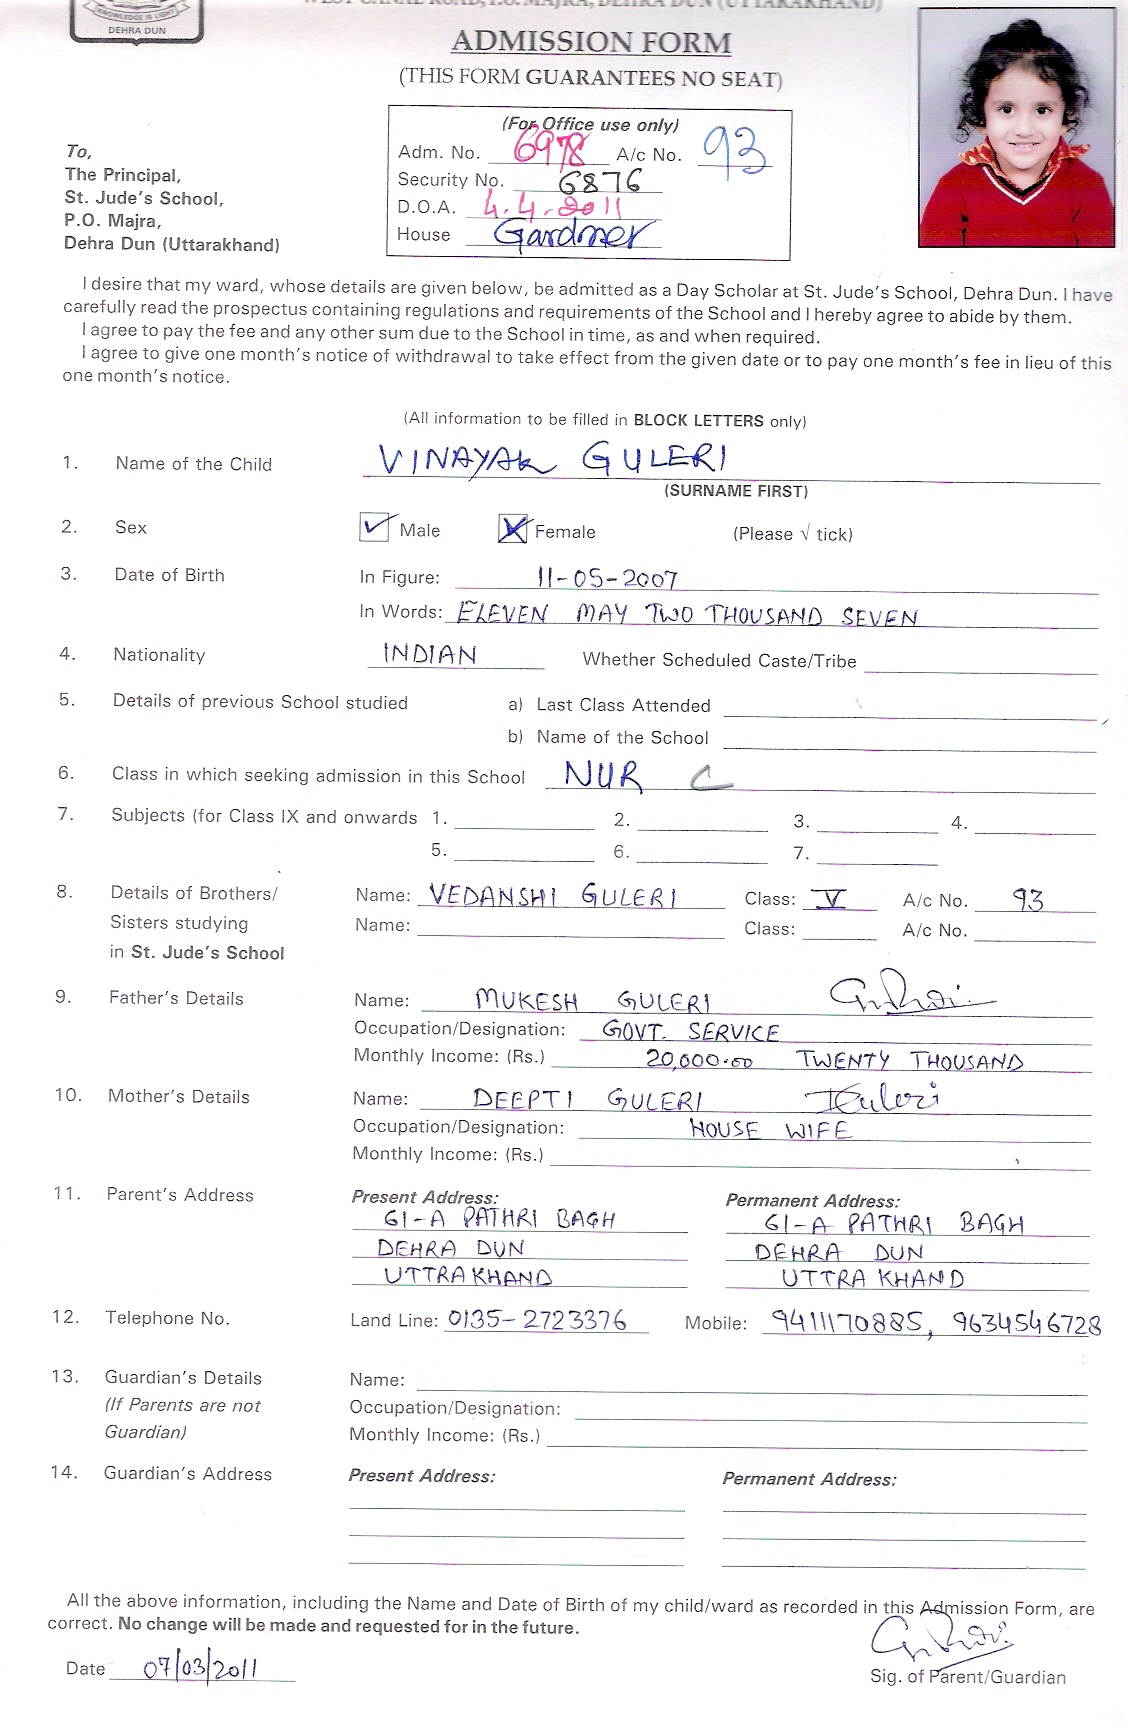 KNOWLEDGE IS LIGHT
DEHRA DUN
WEST CANAL ROAD, P.O. MAJRA, DEHRA DUN (UTTARAKHAND)
ADMISSION FORM
(THIS FORM GUARANTEES NO SEAT)
(For Office use only)
Adm. No. 6978 A/c No. 93
Security No. 6876
D.O.A. 4.4.2011
House Gardner
To,
The Principal,
St. Jude's School,
P.O. Majra,
Dehra Dun (Uttarakhand)
I desire that my ward, whose details are given below, be admitted as a Day Scholar at St. Jude's School, Dehra Dun. I have
carefully read the prospectus containing regulations and requirements of the School and I hereby agree to abide by them.
I agree to pay the fee and any other sum due to the School in time, as and when required.
I agree to give one month's notice of withdrawal to take effect from the given date or to pay one month's fee in lieu of this
one month's notice.
(All information to be filled in BLOCK LETTERS only)
1. Name of the Child VINAYAK GULERI
(SURNAME FIRST)
2. Sex ✓ Male X Female (Please √ tick)
3. Date of Birth In Figure: 11-05-2007
In Words: ELEVEN MAY TWO THOUSAND SEVEN
4. Nationality INDIAN Whether Scheduled Caste/Tribe
5. Details of previous School studied a) Last Class Attended
b) Name of the School
6. Class in which seeking admission in this School NUR C
7. Subjects (for Class IX and onwards 1. 2. 3. 4.
5. 6. 7.
8. Details of Brothers/ Name: VEDANSHI GULERI Class: V A/c No. 93
Sisters studying Name: Class: A/c No.
in St. Jude's School
9. Father's Details Name: MUKESH GULERI
Occupation/Designation: GOVT. SERVICE
Monthly Income: (Rs.) 20,000.00 TWENTY THOUSAND
10. Mother's Details Name: DEEPTI GULERI DGuleri
Occupation/Designation: HOUSE WIFE
Monthly Income: (Rs.)
11. Parent's Address Present Address: Permanent Address:
61-A PATHRI BAGH 61-A PATHRI BAGH
DEHRA DUN DEHRA DUN
UTTRAKHAND UTTRAKHAND
12. Telephone No. Land Line: 0135-2723376 Mobile: 9411170885, 9634546728
13. Guardian's Details Name:
(If Parents are not Occupation/Designation:
Guardian) Monthly Income: (Rs.)
14. Guardian's Address Present Address: Permanent Address:
All the above information, including the Name and Date of Birth of my child/ward as recorded in this Admission Form, are
correct. No change will be made and requested for in the future.
Date 07/03/2011
Sig. of Parent/Guardian